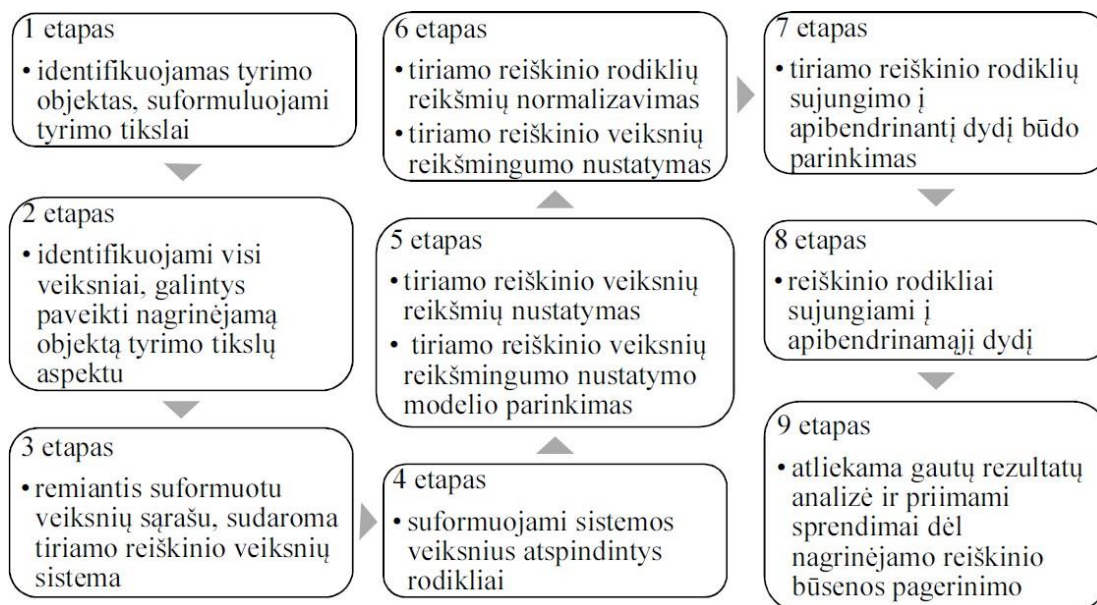 1 etapas
• identifikuojamas tyrimo
objektas, suformuluojami
tyrimo tikslai
2 etapas
• identifikuojami visi
veiksniai, galintys
paveikti nagrinėjamą
objektą tyrimo tikslų
aspektu
3 etapas
• remiantis suformuotu
veiksnių sąrašu, sudaroma
tiriamo reiškinio veiksnių
sistema
4 etapas
• suformuojami sistemos
veiksnius atspindintys
rodikliai
5 etapas
• tiriamo reiškinio veiksnių
reikšmių nustatymas
• tiriamo reiškinio veiksnių
reikšmingumo nustatymo
modelio parinkimas
6 etapas
• tiriamo reiškinio rodiklių
reikšmių normalizavimas
• tiriamo reiškinio veiksnių
reikšmingumo nustatymas
7 etapas
• tiriamo reiškinio rodiklių
sujungimo į
apibendrinantį dydį būdo
parinkimas
8 etapas
• reiškinio rodikliai
sujungiami į
apibendrinamąjį dydį
9 etapas
• atliekama gautų rezultatų
analizė ir priimami
sprendimai dėl
nagrinėjamo reiškinio
būsenos pagerinimo